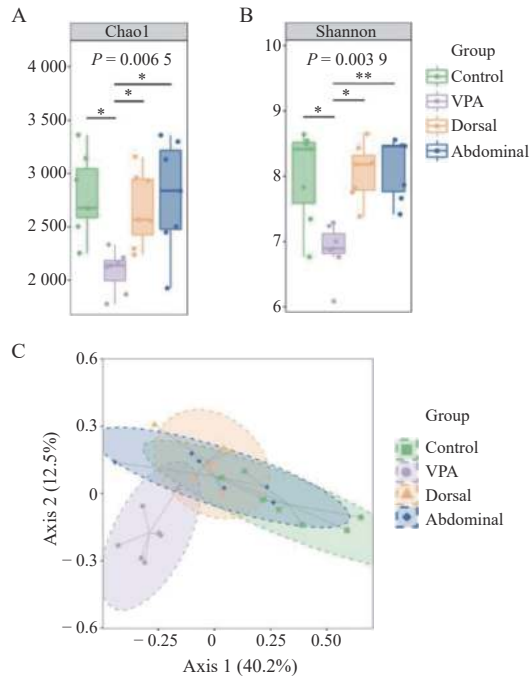 A
Chao1
P = 0.006 5
*
*
*
4 000
3 500
3 000
2 500
2 000
B
Shannon
P = 0.003 9
**
*
*
10
9
8
7
6
Group
Control
VPA
Dorsal
Abdominal
C
0.6
0.3
0
− 0.3
− 0.6
Axis 2 (12.5%)
− 0.25
0
0.25
0.50
Axis 1 (40.2%)
Group
Control
VPA
Dorsal
Abdominal